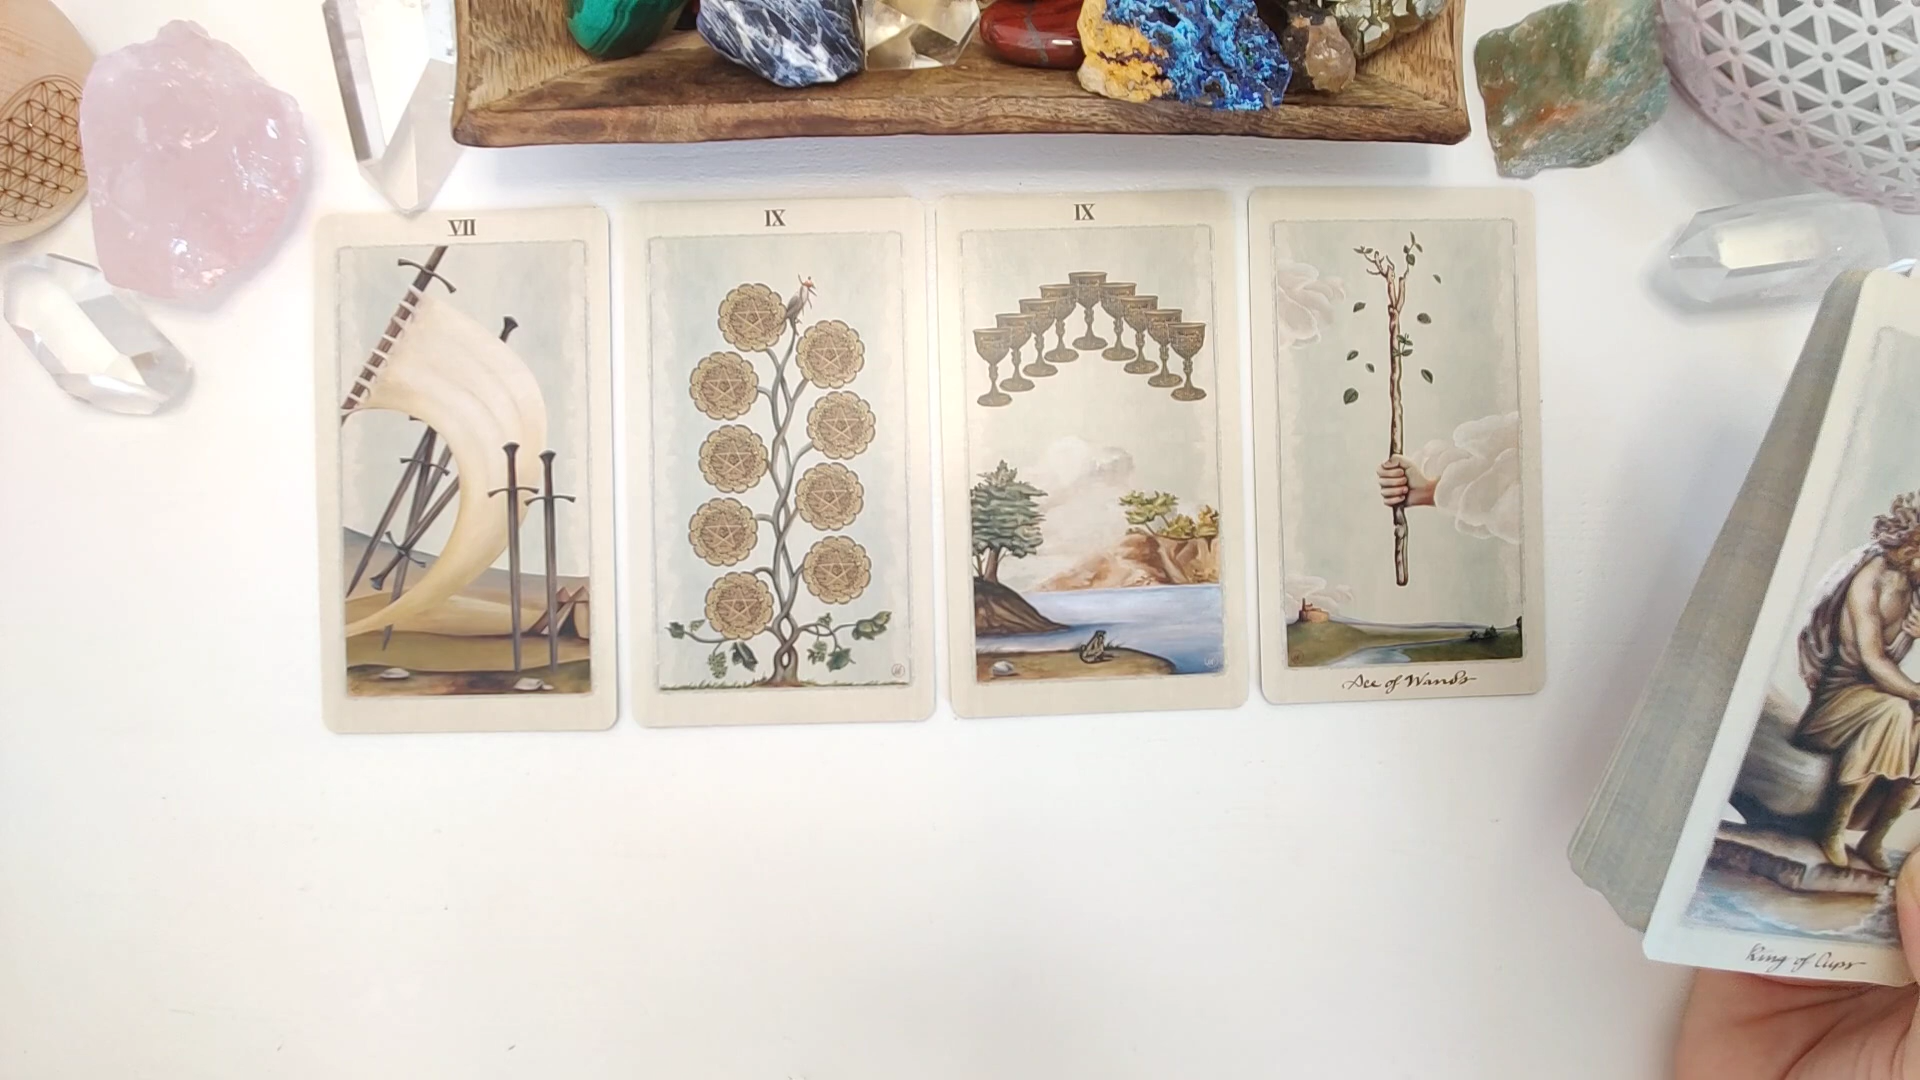 VII
IX
IX
Ace of Wands
King of Cups